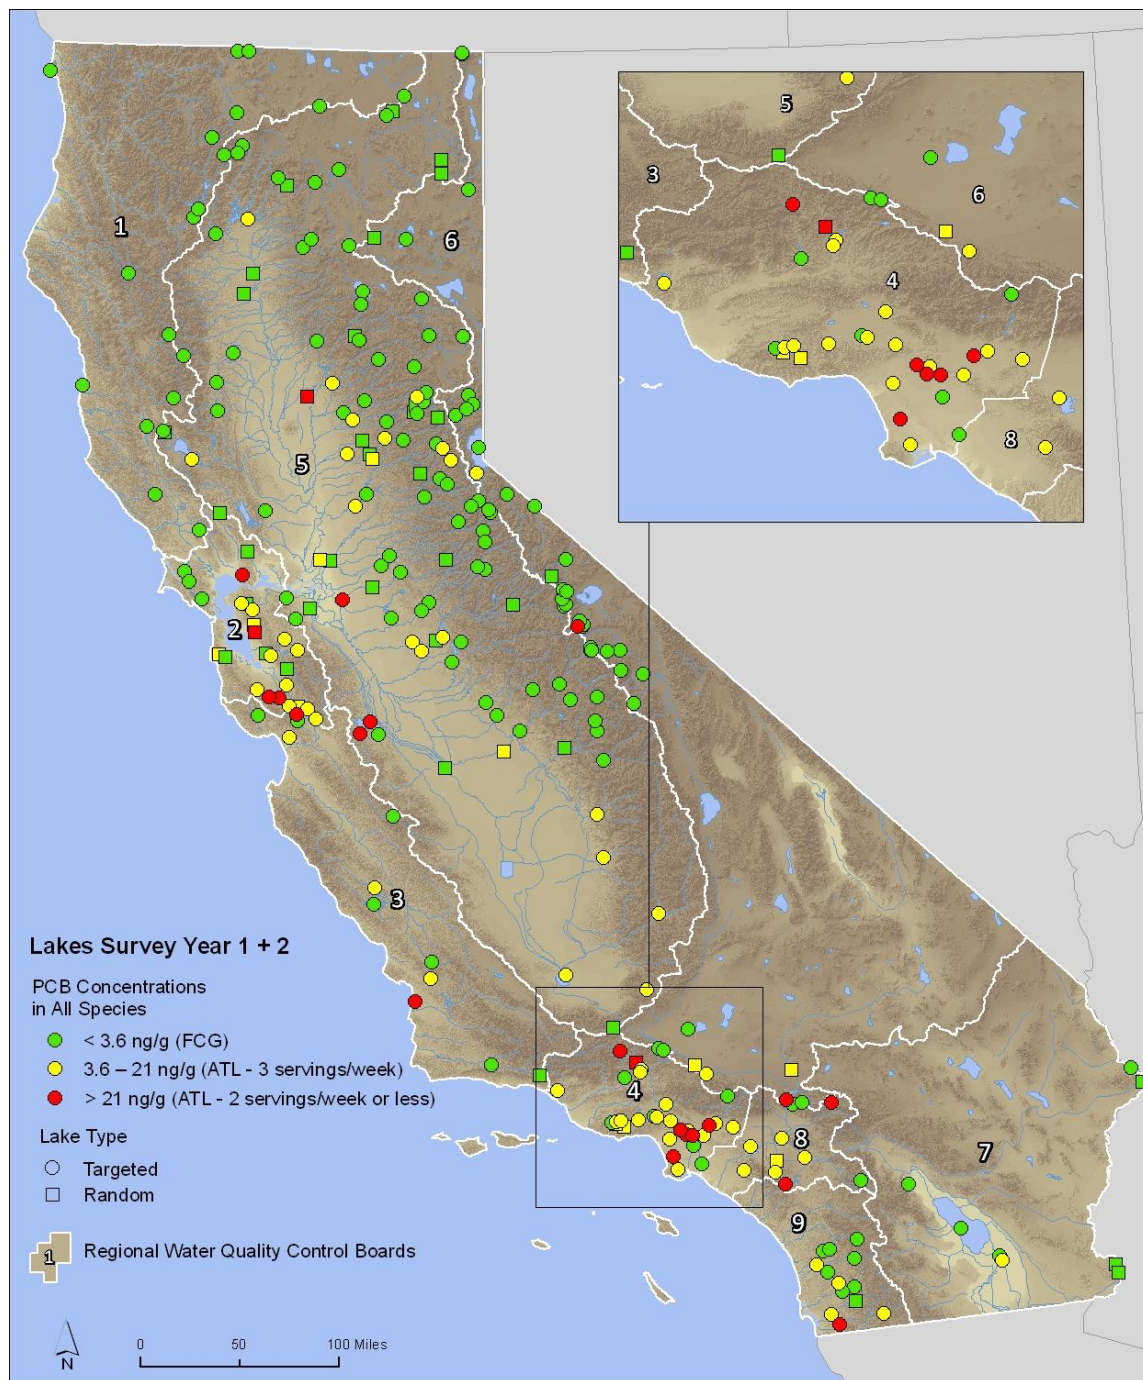 5
3
6
4
8
1
6
5
2
3
4
8
7
9
Lakes Survey Year 1 + 2
PCB Concentrations
in All Species
< 3.6 ng/g (FCG)
3.6 – 21 ng/g (ATL - 3 servings/week)
> 21 ng/g (ATL - 2 servings/week or less)
Lake Type
Targeted
Random
1
Regional Water Quality Control Boards
N
0 50 100 Miles